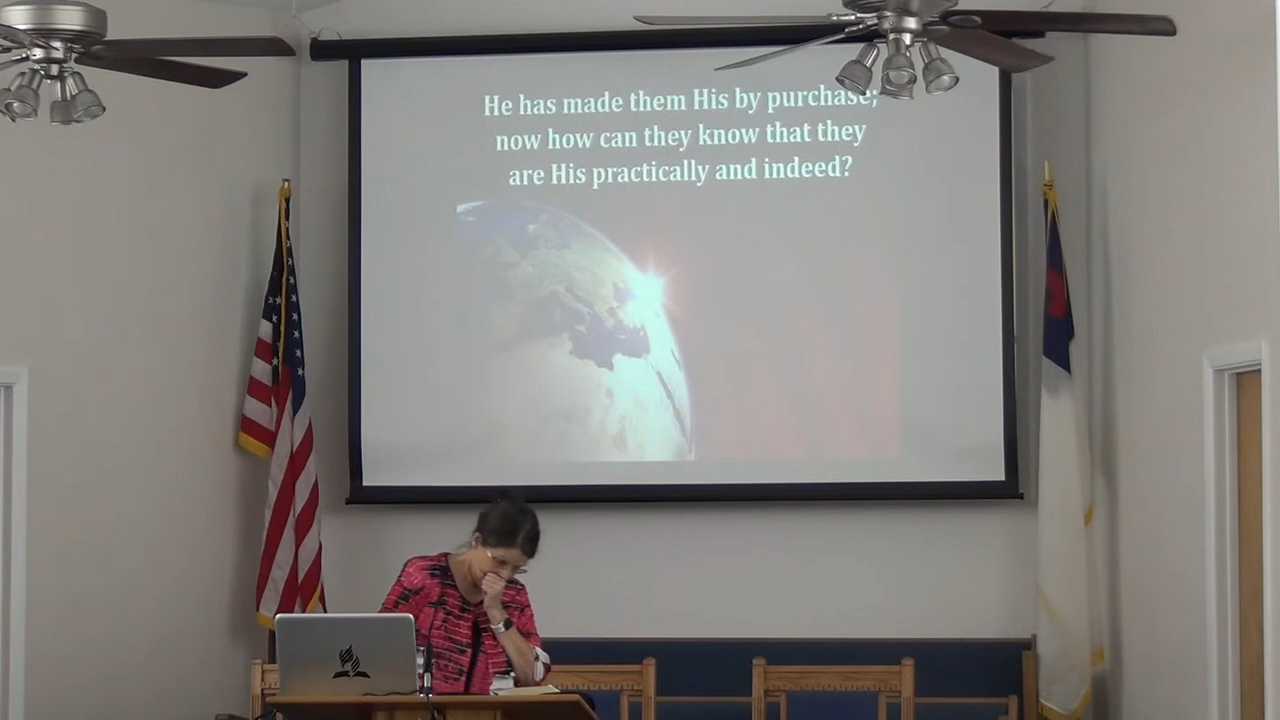 He has made them His by purchase;
now how can they know that they
are His practically and indeed?